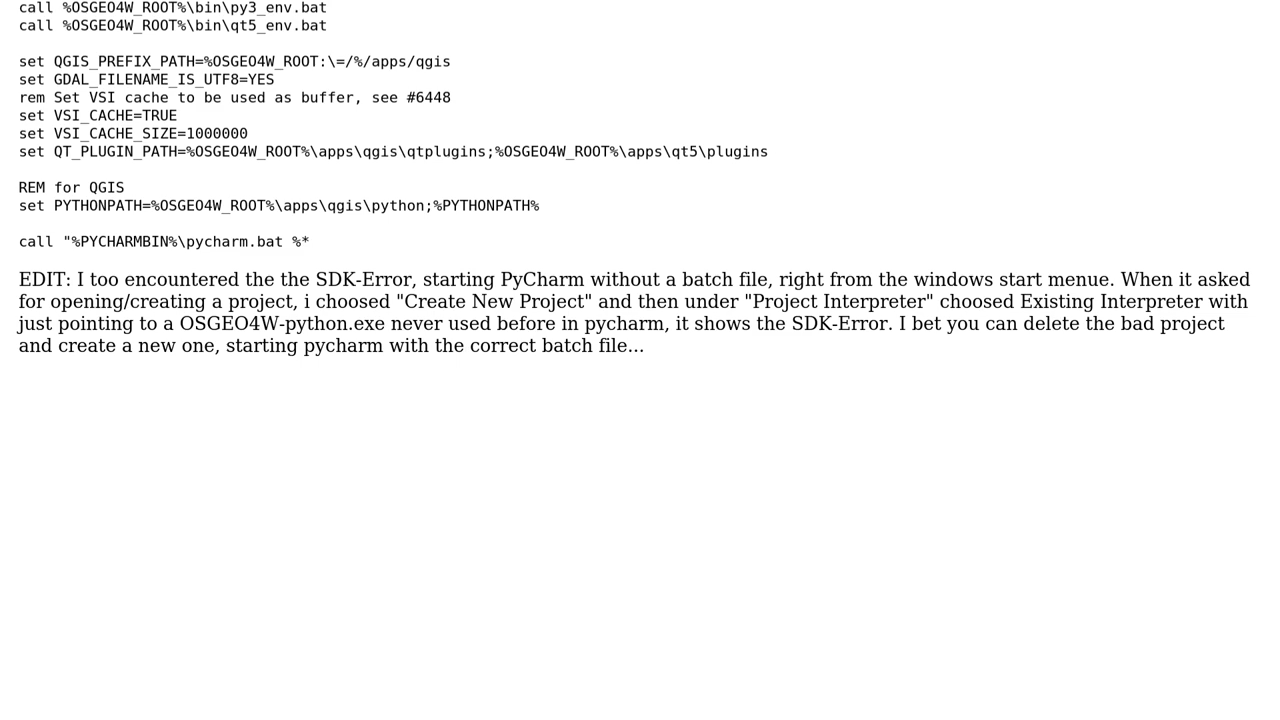 call %OSGEO4W_ROOT%\bin\py3_env.bat
call %OSGEO4W_ROOT%\bin\qt5_env.bat
set QGIS_PREFIX_PATH=%OSGEO4W_ROOT:\=/%/apps/qgis
set GDAL_FILENAME_IS_UTF8=YES
rem Set VSI cache to be used as buffer, see #6448
set VSI_CACHE=TRUE
set VSI_CACHE_SIZE=1000000
set QT_PLUGIN_PATH=%OSGEO4W_ROOT%\apps\qgis\qtplugins;%OSGEO4W_ROOT%\apps\qt5\plugins
REM for QGIS
set PYTHONPATH=%OSGEO4W_ROOT%\apps\qgis\python;%PYTHONPATH%
call "%PYCHARMBIN%\pycharm.bat %*
EDIT: I too encountered the the SDK-Error, starting PyCharm without a batch file, right from the windows start menue. When it asked
for opening/creating a project, i choosed "Create New Project" and then under "Project Interpreter" choosed Existing Interpreter with
just pointing to a OSGEO4W-python.exe never used before in pycharm, it shows the SDK-Error. I bet you can delete the bad project
and create a new one, starting pycharm with the correct batch file...